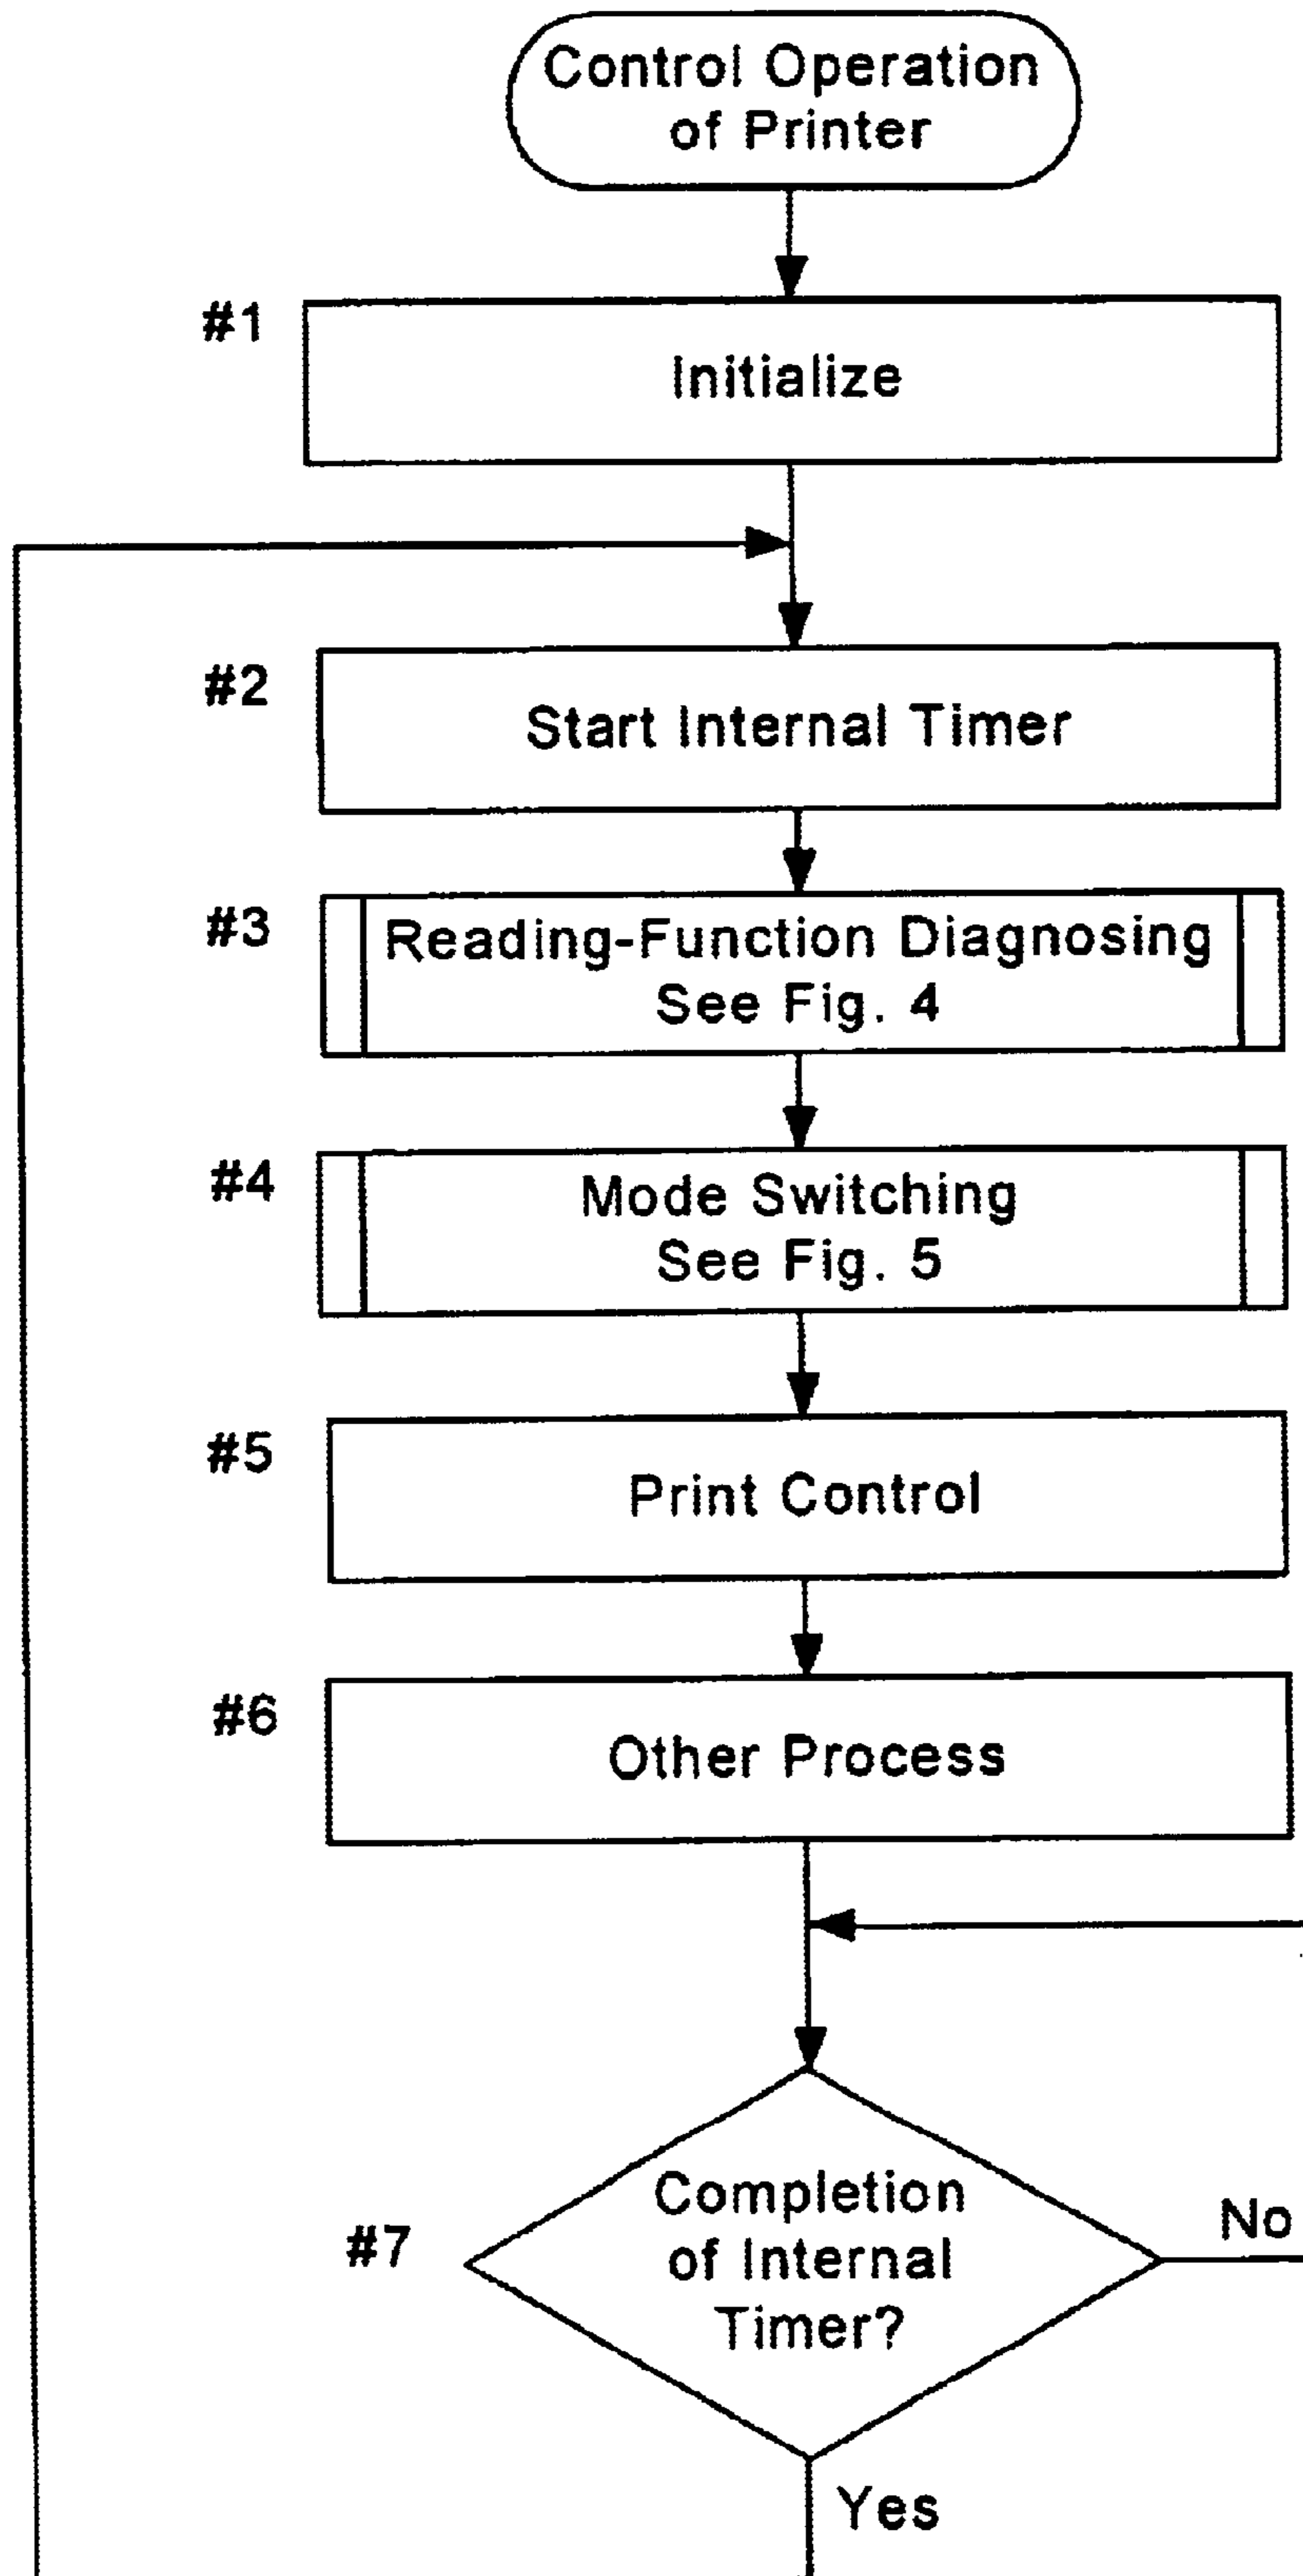 Control Operation
of Printer
#1
Initialize
#2
Start Internal Timer
#3
Reading-Function Diagnosing
See Fig. 4
#4
Mode Switching
See Fig. 5
#5
Print Control
#6
Other Process
#7
Completion
of Internal
Timer?
No
Yes